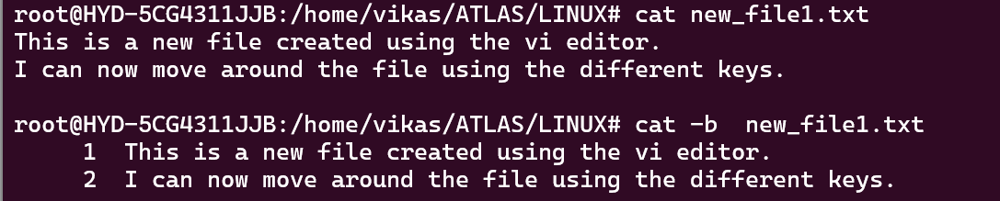 root@HYD-5CG4311JJB:/home/vikas/ATLAS/LINUX# cat new_file1.txt
This is a new file created using the vi editor.
I can now move around the file using the different keys.
root@HYD-5CG4311JJB:/home/vikas/ATLAS/LINUX# cat -b  new_file1.txt
     1  This is a new file created using the vi editor.
     2  I can now move around the file using the different keys.